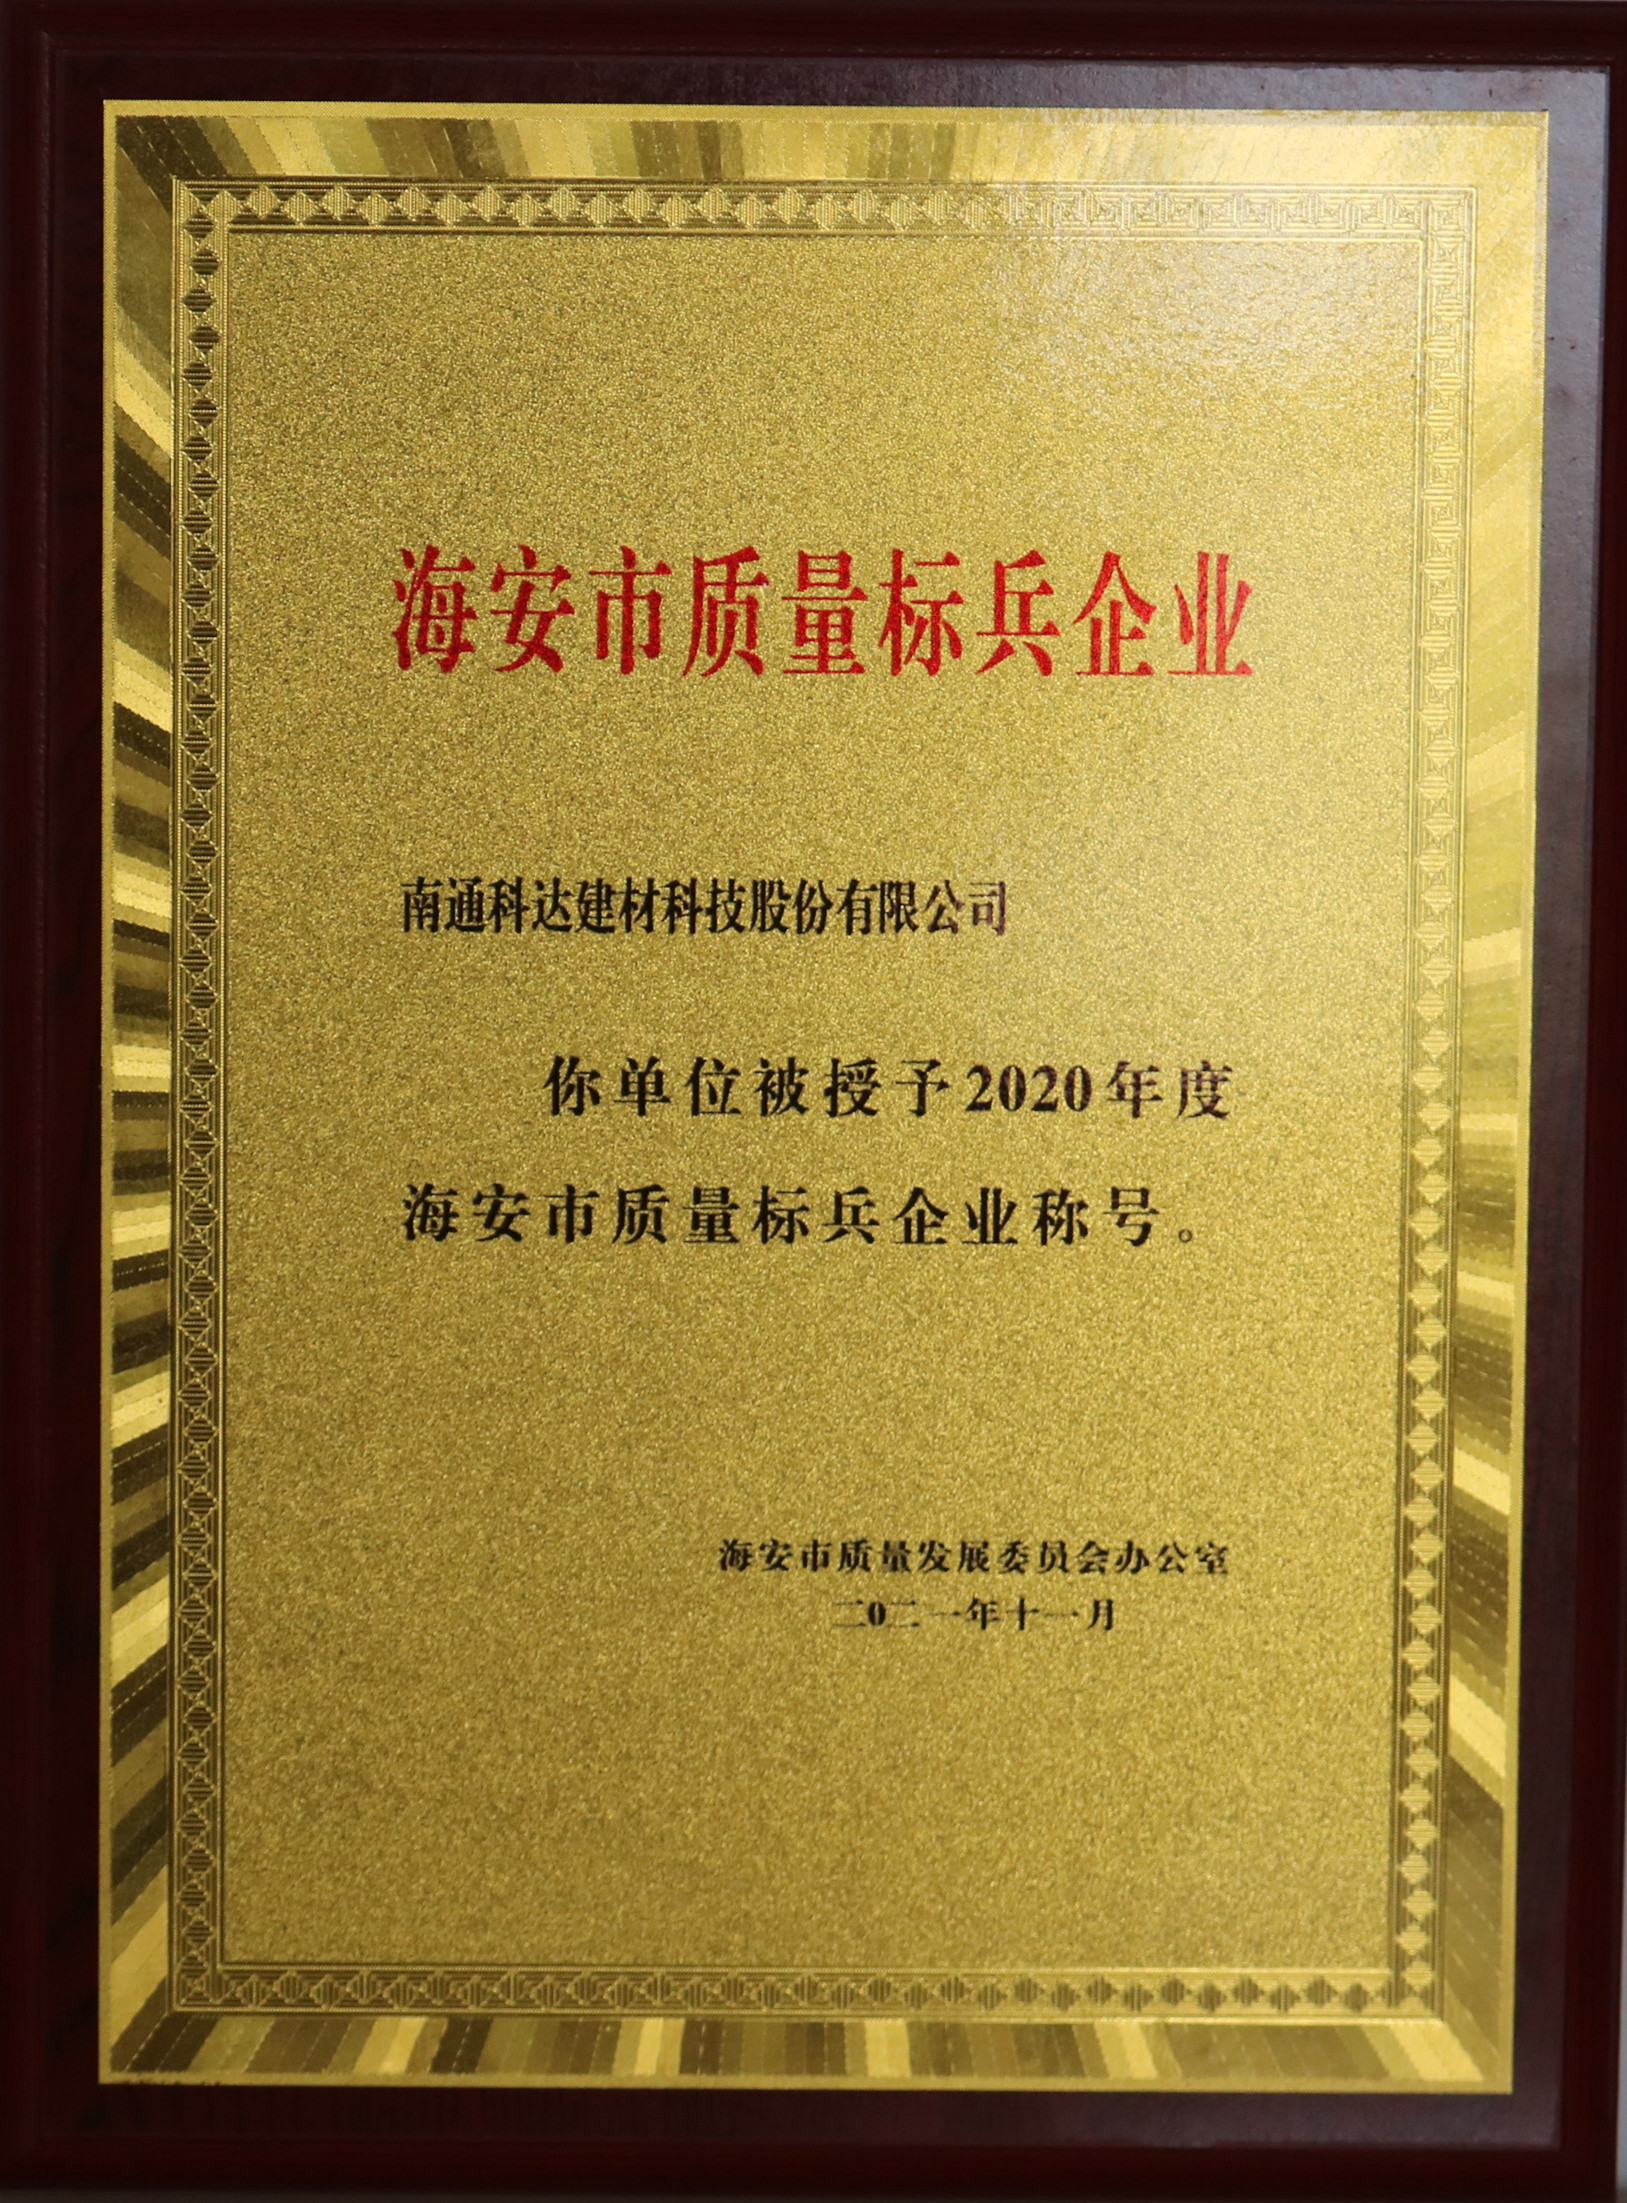 海安市质量标兵企业
南通科达建材科技股份有限公司
你单位被授予2020年度
海安市质量标兵企业称号。
海安市质量发展委员会办公室
二0二一年十一月